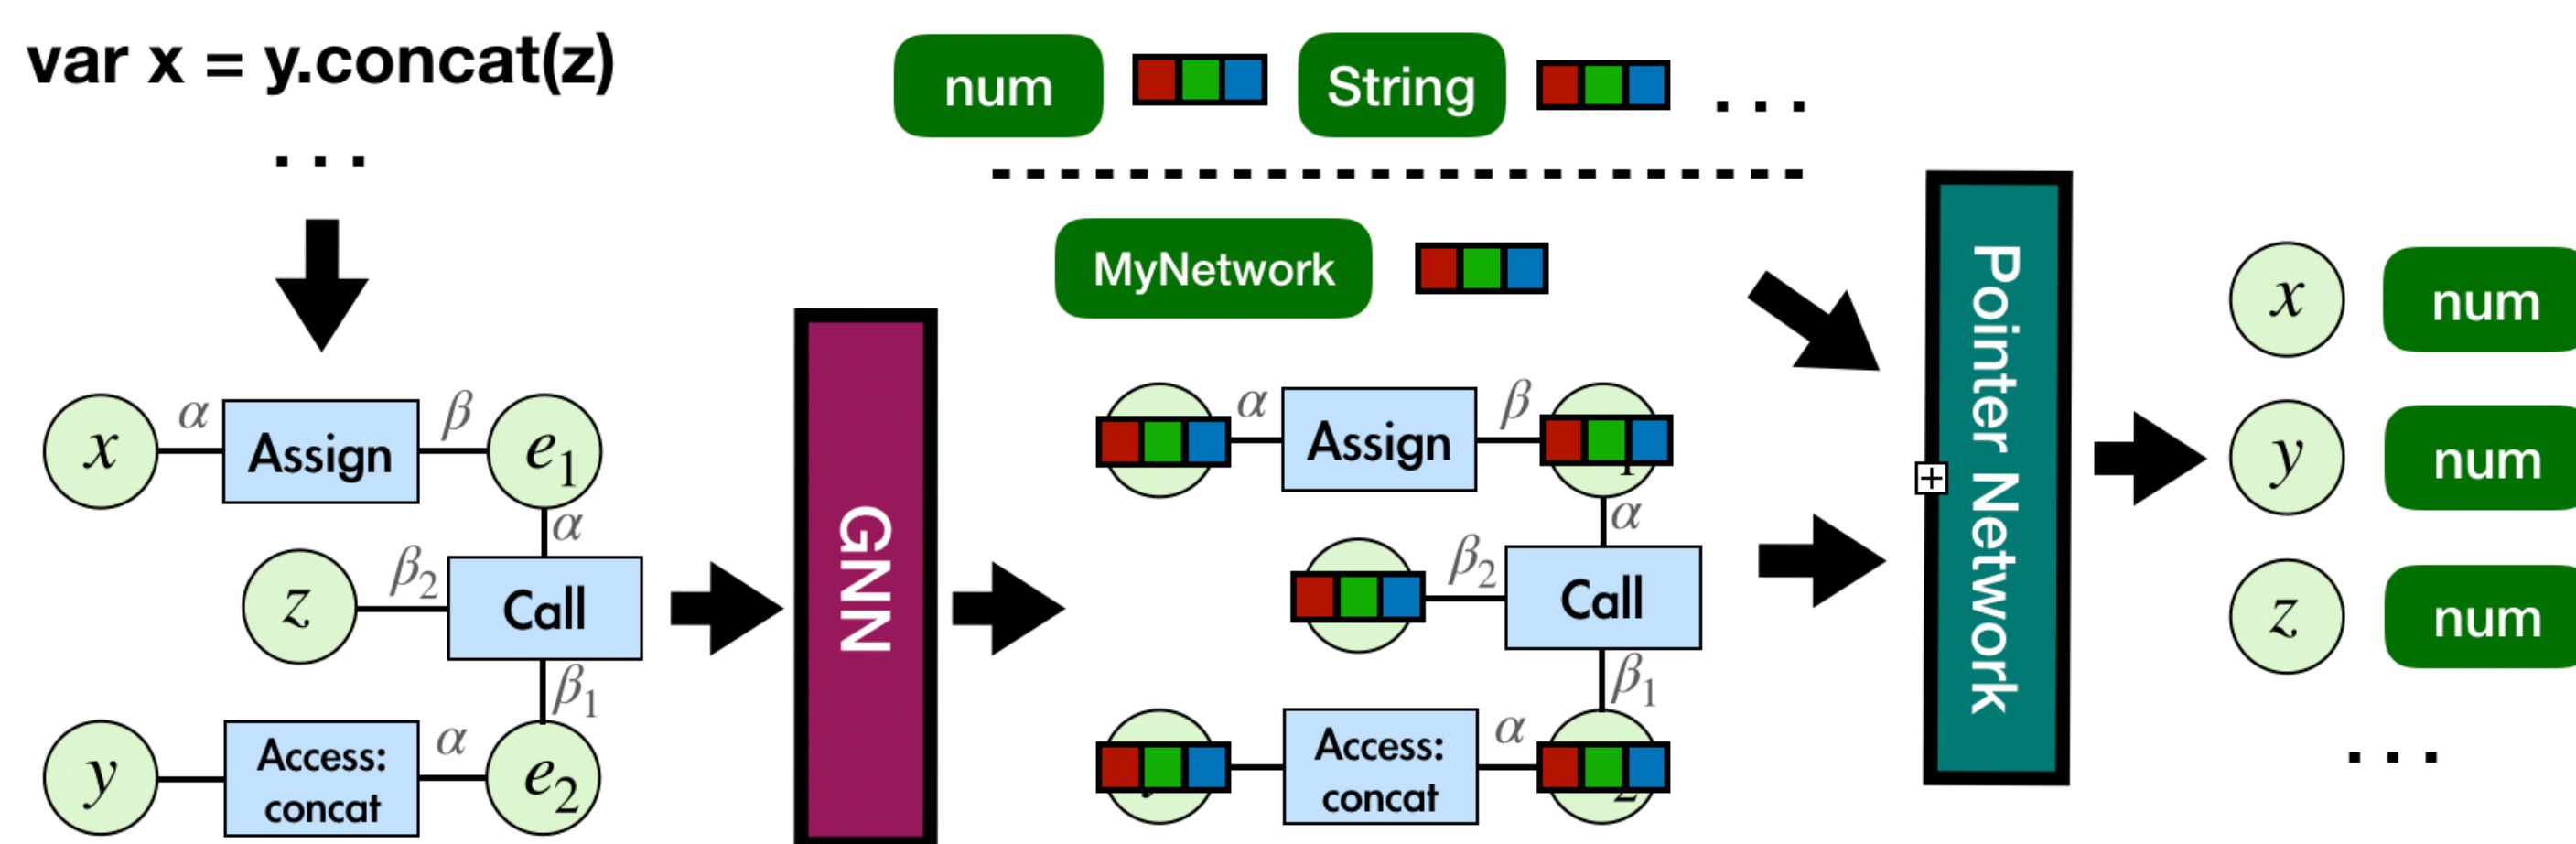 var x = y.concat(z)
. . .
num
String
. . .
MyNetwork
x
α
Assign
β
e1
α
z
β2
Call
β1
y
Access:
concat
α
e2
GNN
α
Assign
β
α
β2
Call
β1
Access:
concat
α
Pointer Network
x
num
y
num
z
num
. . .